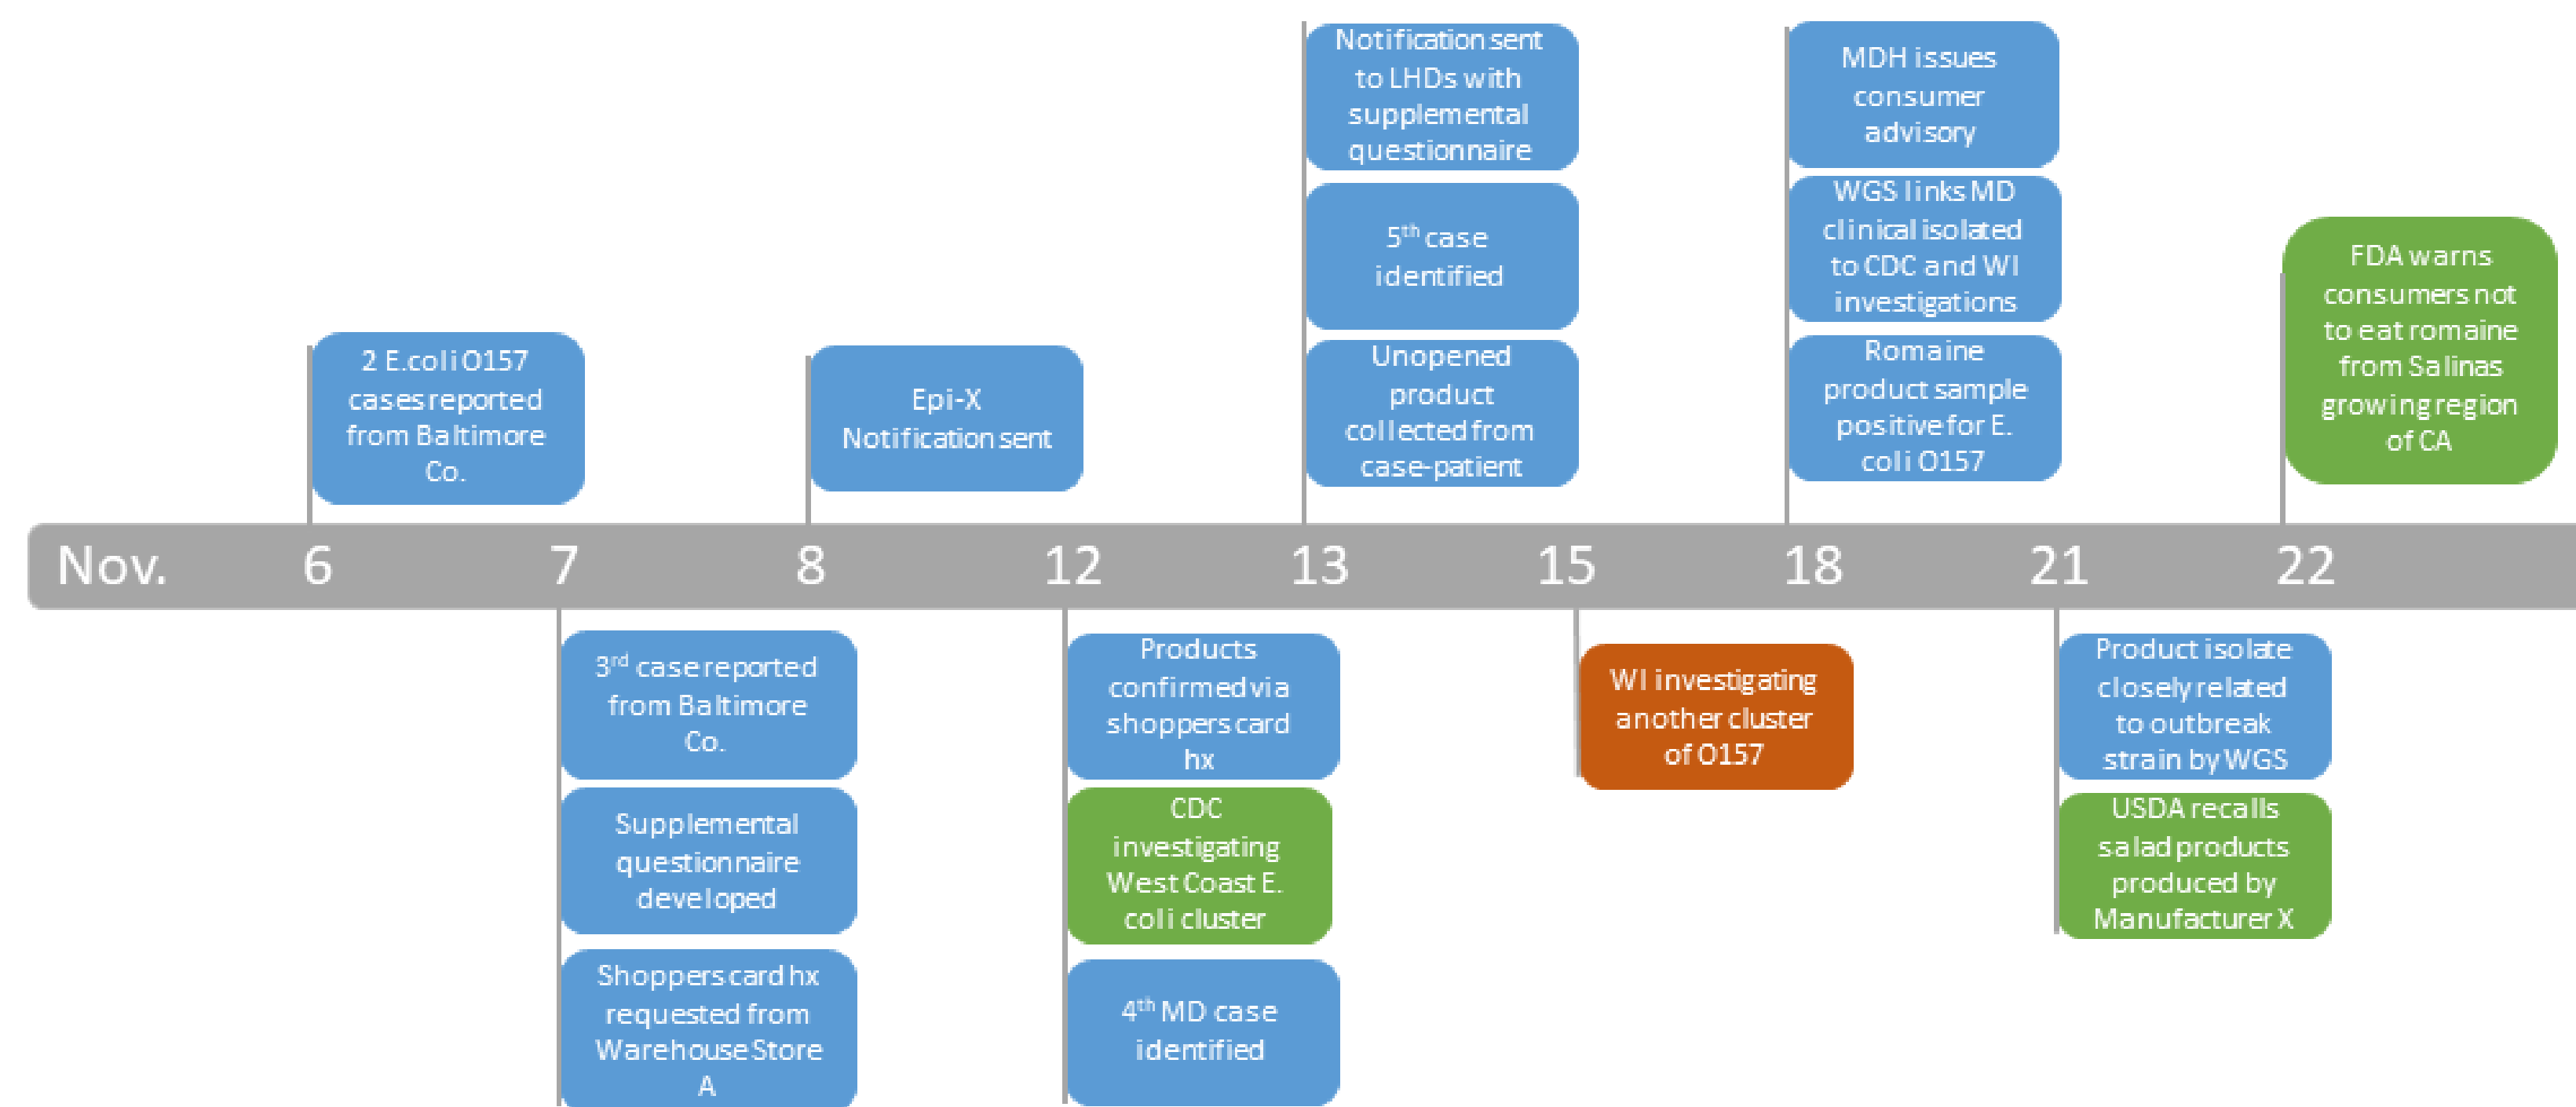 Notification sent
to LHDs with
supplemental
questionnaire
MDH issues
consumer
advisory
5th case
identified
WGS links MD
clinical isolated
to CDC and WI
investigations
FDA warns
consumers not
to eat romaine
from Salinas
growing region
of CA
2 E.coli O157
cases reported
from Baltimore
Co.
Epi-X
Notification sent
Unopened
product
collected from
case-patient
Romaine
product sample
positive for E.
coli O157
Nov. 6 7 8 12 13 15 18 21 22
3rd case reported
from Baltimore
Co.
Products
confirmed via
shoppers card
hx
WI investigating
another cluster
of O157
Product isolate
closely related
to outbreak
strain by WGS
Supplemental
questionnaire
developed
CDC
investigating
West Coast E.
coli cluster
USDA recalls
salad products
produced by
Manufacturer X
Shoppers card hx
requested from
Warehouse Store
A
4th MD case
identified